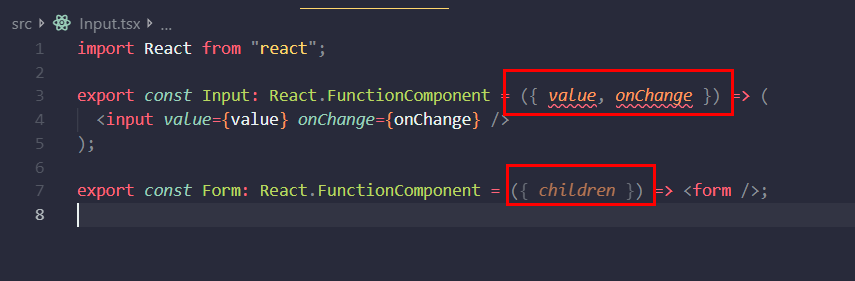 src Input.tsx ...
1 import React from "react";
2
3 export const Input: React.FunctionComponent = ({ value, onChange }) => (
4 <input value={value} onChange={onChange} />
5 );
6
7 export const Form: React.FunctionComponent = ({ children }) => <form />;
8